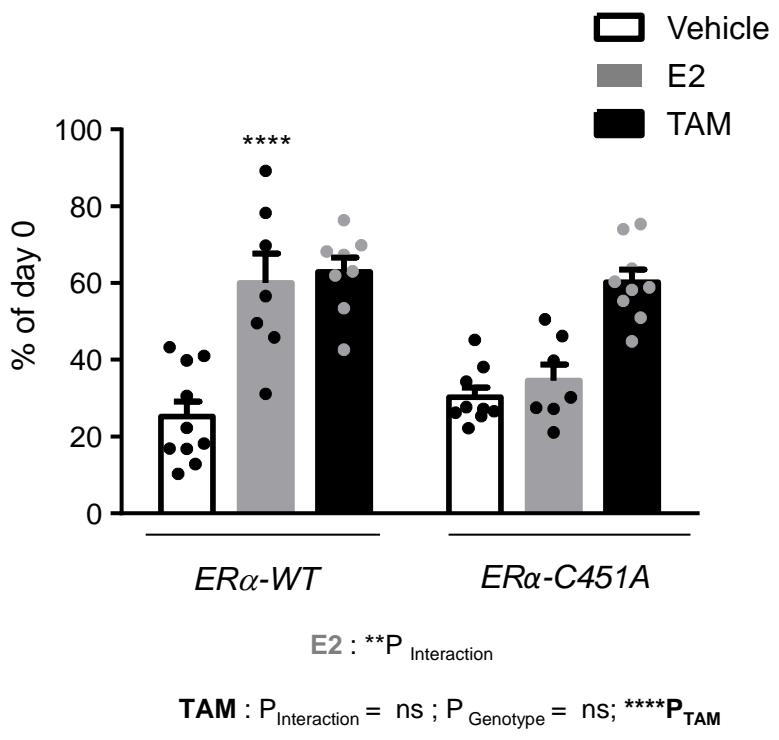 Vehicle
E2
TAM
% of day 0
100
80
60
40
20
0
****
ERα-WT
ERα-C451A
E2 : **P Interaction
TAM : P Interaction = ns ; P Genotype = ns; ****P TAM